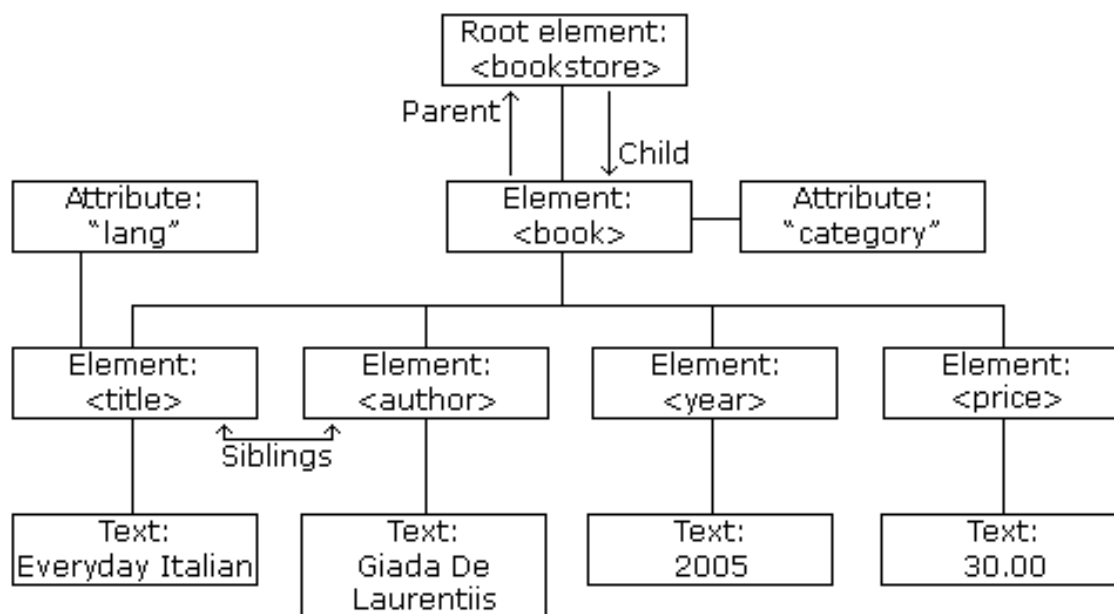 Root element:
<bookstore>
Parent
Child
Attribute:
“lang”
Element:
<book>
Attribute:
“category”
Element:
<title>
Element:
<author>
Element:
<year>
Element:
<price>
Siblings
Text:
Everyday Italian
Text:
Giada De
Laurentiis
Text:
2005
Text:
30.00